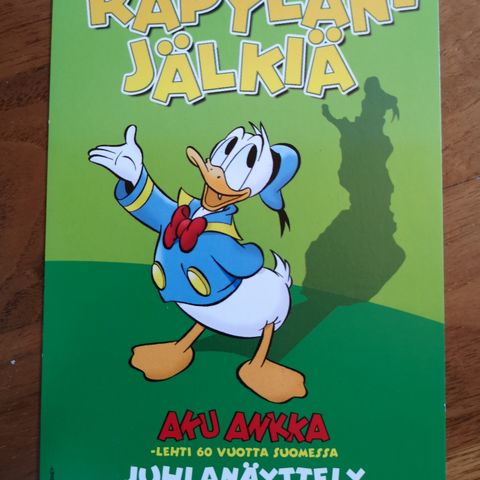 RÄPYLÄN-
JÄLKIÄ
AKU ANKKA
-LEHTI 60 VUOTTA SUOMESSA
JUHLANÄYTTELY